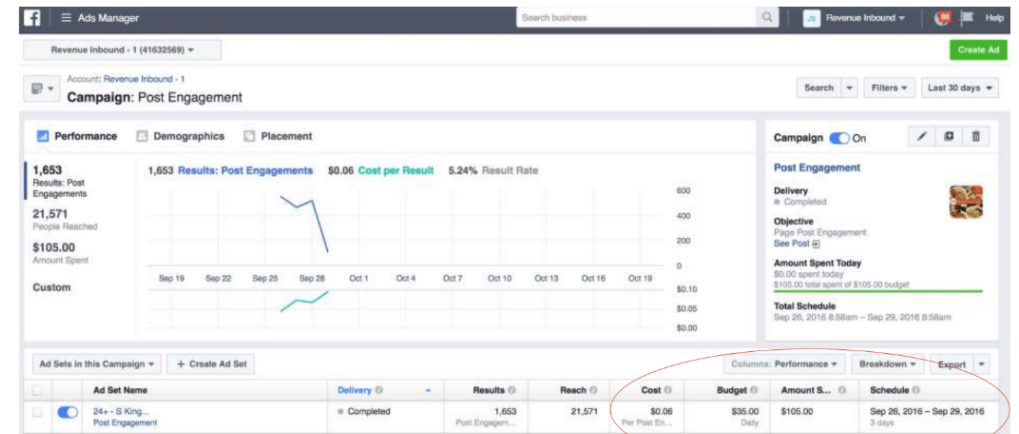 f Ads Manager Search business JS Revenue Inbound Help
Revenue Inbound - 1 (41632569)
Create Ad
Account: Revenue Inbound - 1
Campaign: Post Engagement
Search Filters Last 30 days
Performance Demographics Placement
1,653
Results: Post
Engagements
21,571
People Reached
$105.00
Amount Spent
Custom
1,653 Results: Post Engagements $0.06 Cost per Result 5.24% Result Rate
600
400
200
0
Sep 19 Sep 22 Sep 25 Sep 28 Oct 1 Oct 4 Oct 7 Oct 10 Oct 13 Oct 16 Oct 19
$0.10
$0.05
$0.00
Campaign On
Post Engagement
Delivery
Completed
Objective
Page Post Engagement
See Post
Amount Spent Today
$0.00 spent today
$105.00 total spent of $105.00 budget
Total Schedule
Sep 26, 2016 8:58am – Sep 29, 2016 8:58am
Ad Sets in this Campaign + Create Ad Set Columns: Performance Breakdown Export
Ad Set Name Delivery Results Reach Cost Budget Amount S... Schedule
24+ - S King... Completed 1,653 21,571 $0.06 $35.00 $105.00 Sep 26, 2016 – Sep 29, 2016
Post Engagement Post Engagem... Per Post En... Daily 3 days